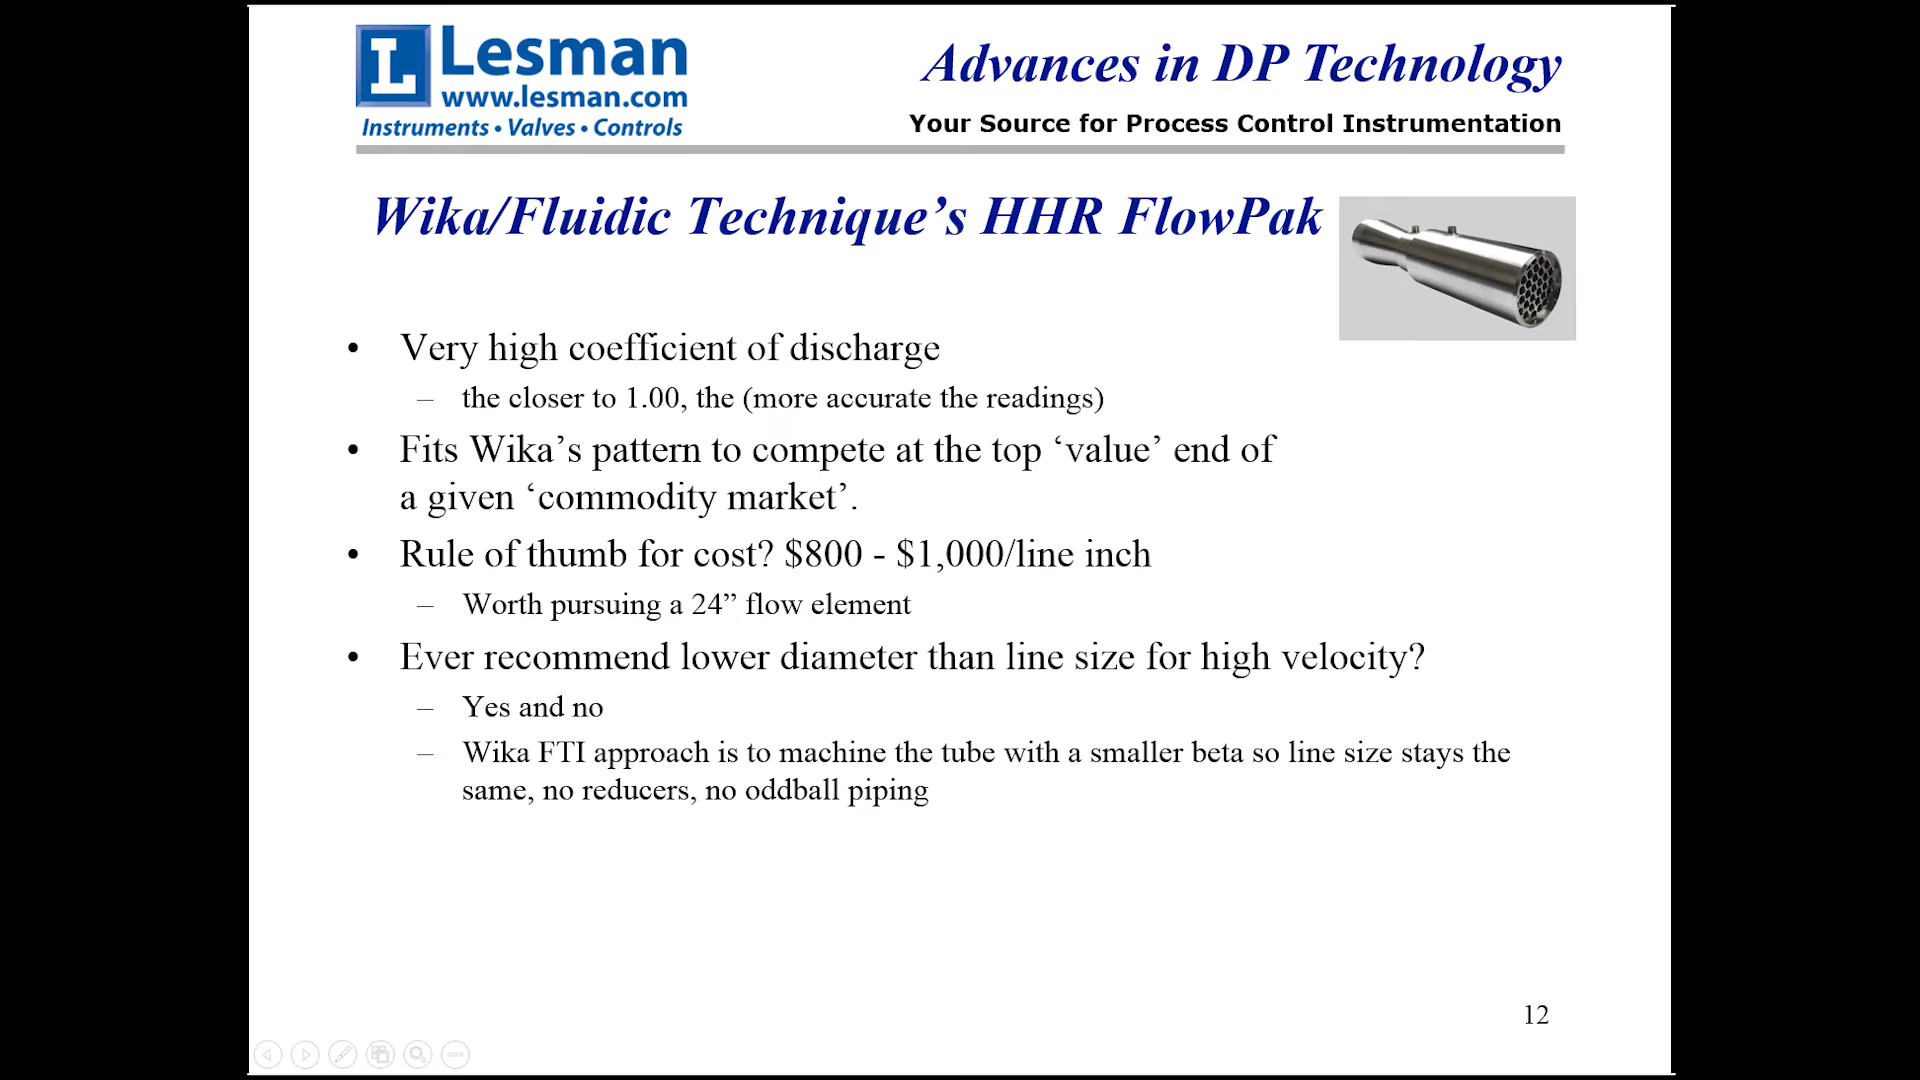 L Lesman
www.lesman.com
Instruments • Valves • Controls
Advances in DP Technology
Your Source for Process Control Instrumentation
Wika/Fluidic Technique’s HHR FlowPak
• Very high coefficient of discharge
– the closer to 1.00, the (more accurate the readings)
• Fits Wika’s pattern to compete at the top ‘value’ end of
a given ‘commodity market’.
• Rule of thumb for cost? $800 - $1,000/line inch
– Worth pursuing a 24” flow element
• Ever recommend lower diameter than line size for high velocity?
– Yes and no
– Wika FTI approach is to machine the tube with a smaller beta so line size stays the
same, no reducers, no oddball piping
12